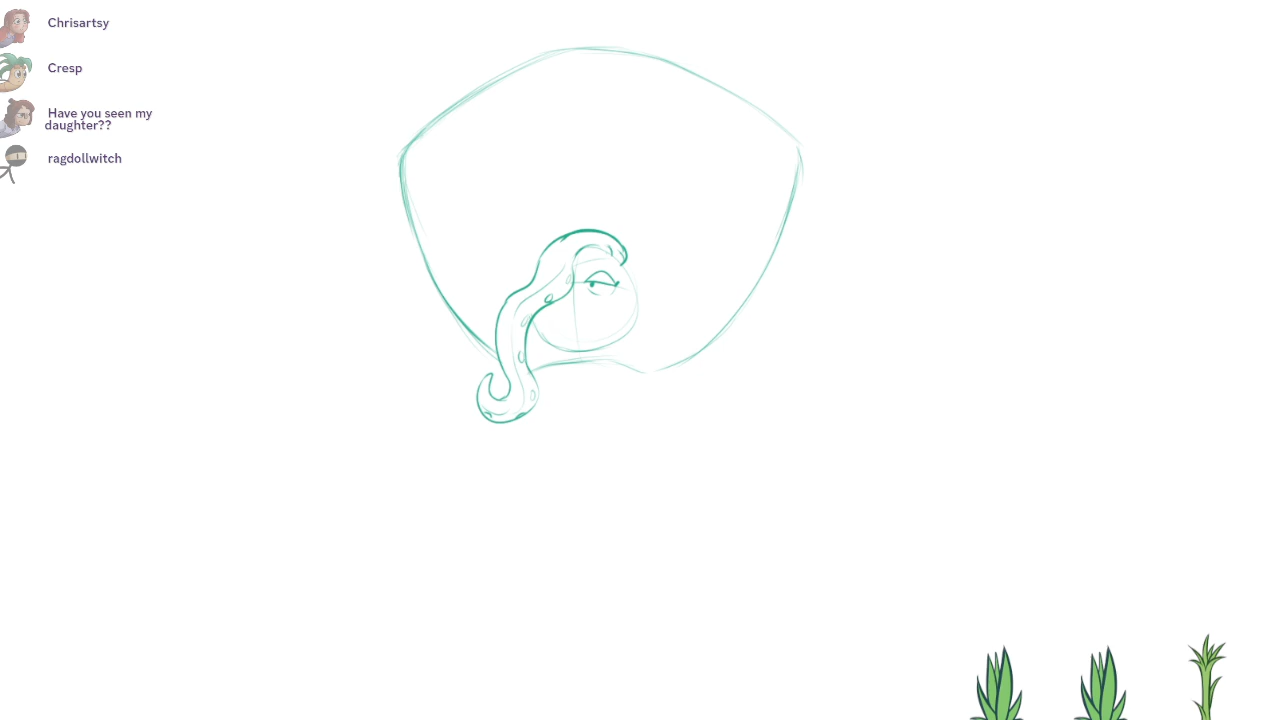 Chrisartsy
Cresp
Have you seen my
daughter??
ragdollwitch